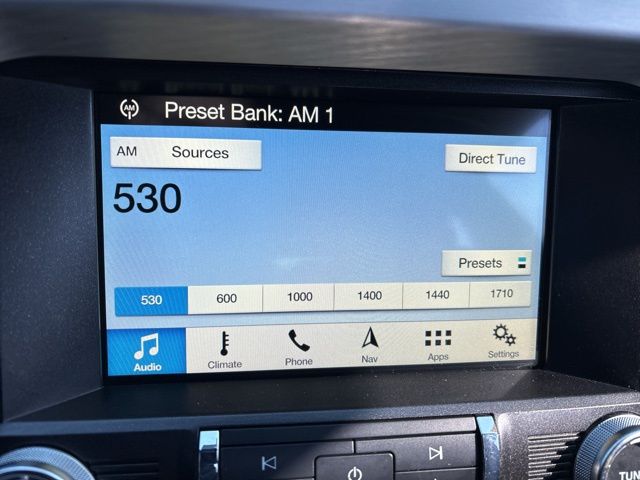 AM Preset Bank: AM 1
AM Sources Direct Tune
530
Presets
530 600 1000 1400 1440 1710
Audio Climate Phone Nav Apps Settings
TUN